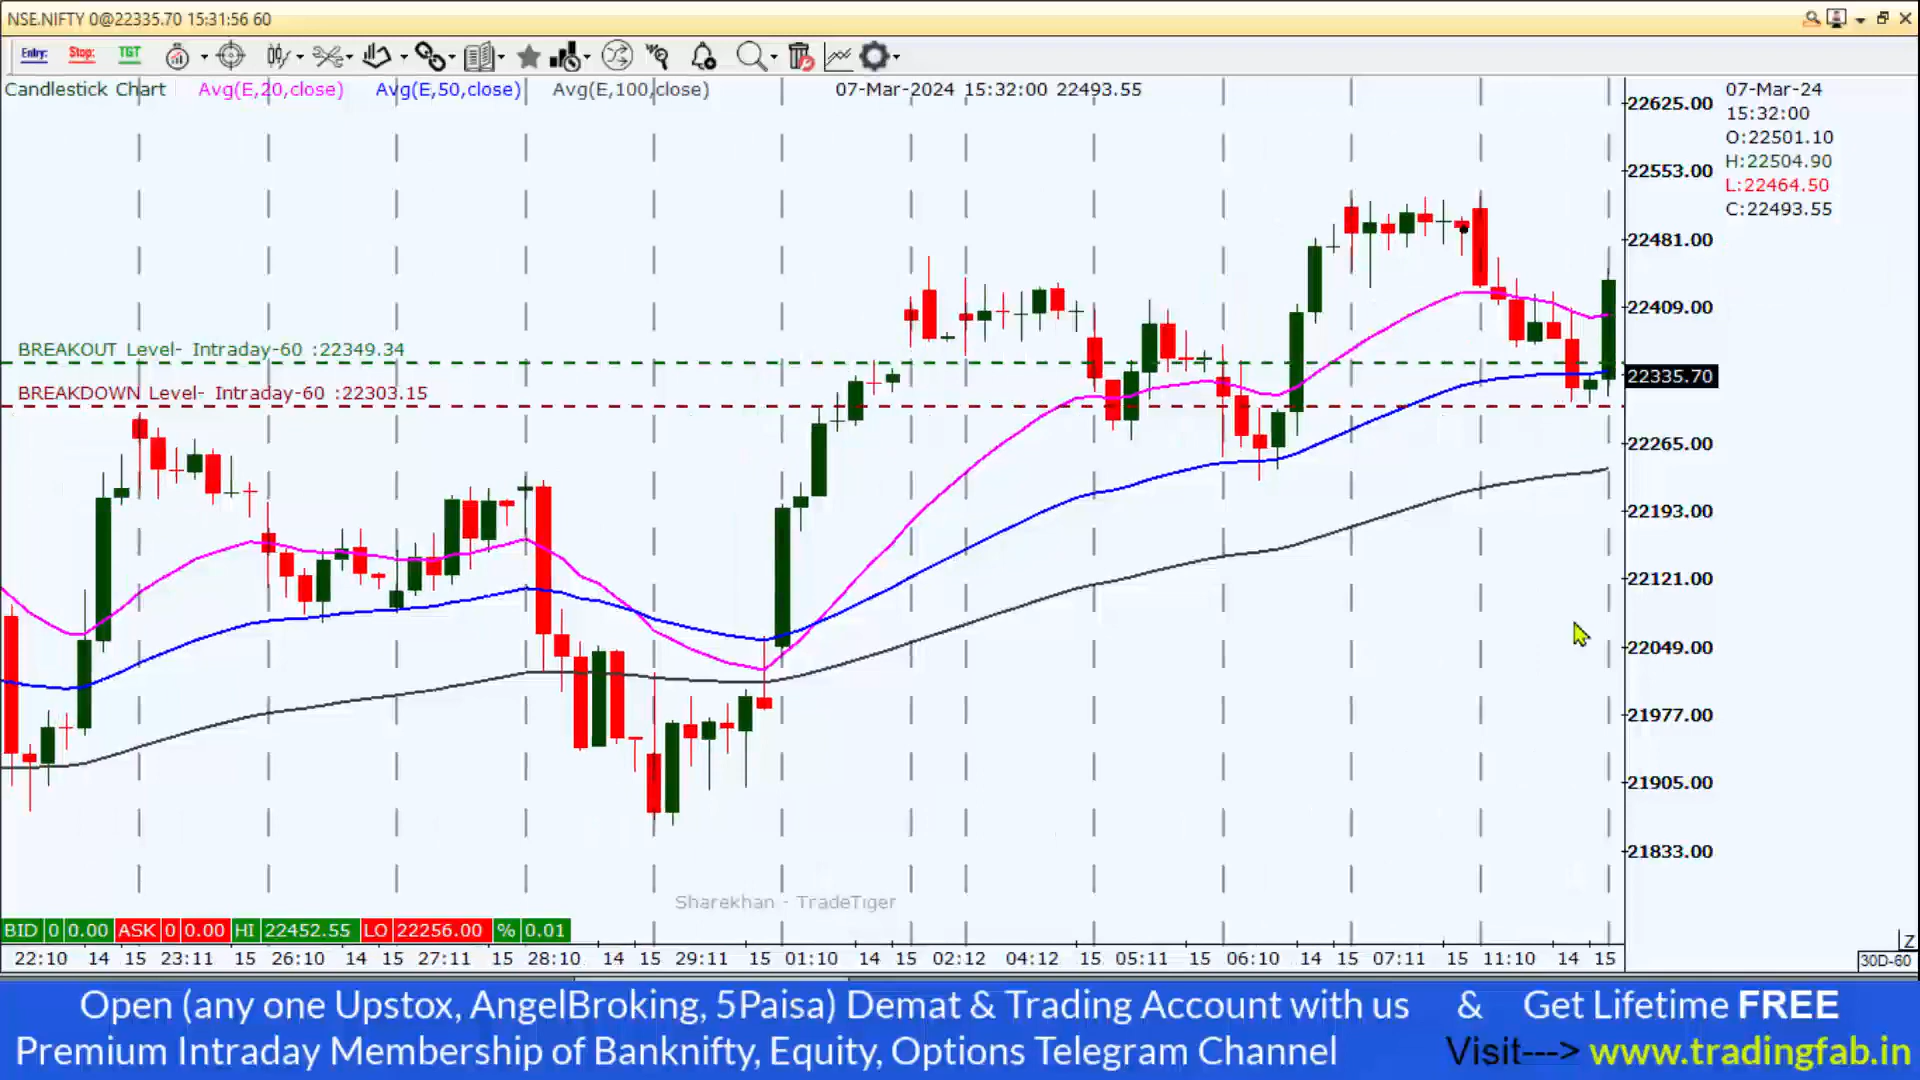 NSE.NIFTY 0@22335.70 15:31:56 60
Entry: Stop: TGT
Candlestick Chart Avg(E,20,close) Avg(E,50,close) Avg(E,100,close) 07-Mar-2024 15:32:00 22493.55
07-Mar-24
15:32:00
O:22501.10
H:22504.90
L:22464.50
C:22493.55
22625.00
22553.00
22481.00
22409.00
22335.70
22265.00
22193.00
22121.00
22049.00
21977.00
21905.00
21833.00
BREAKOUT Level- Intraday-60 :22349.34
BREAKDOWN Level- Intraday-60 :22303.15
Sharekhan - TradeTiger
BID 0 0.00 ASK 0 0.00 HI 22452.55 LO 22256.00 % 0.01
Z
22:10 14 15 23:11 15 26:10 14 15 27:11 15 28:10 14 15 29:11 15 01:10 14 15 02:12 04:12 15 05:11 15 06:10 14 15 07:11 15 11:10 14 15
30D-60
Open (any one Upstox, AngelBroking, 5Paisa) Demat & Trading Account with us & Get Lifetime FREE
Premium Intraday Membership of Banknifty, Equity, Options Telegram Channel Visit---> www.tradingfab.in